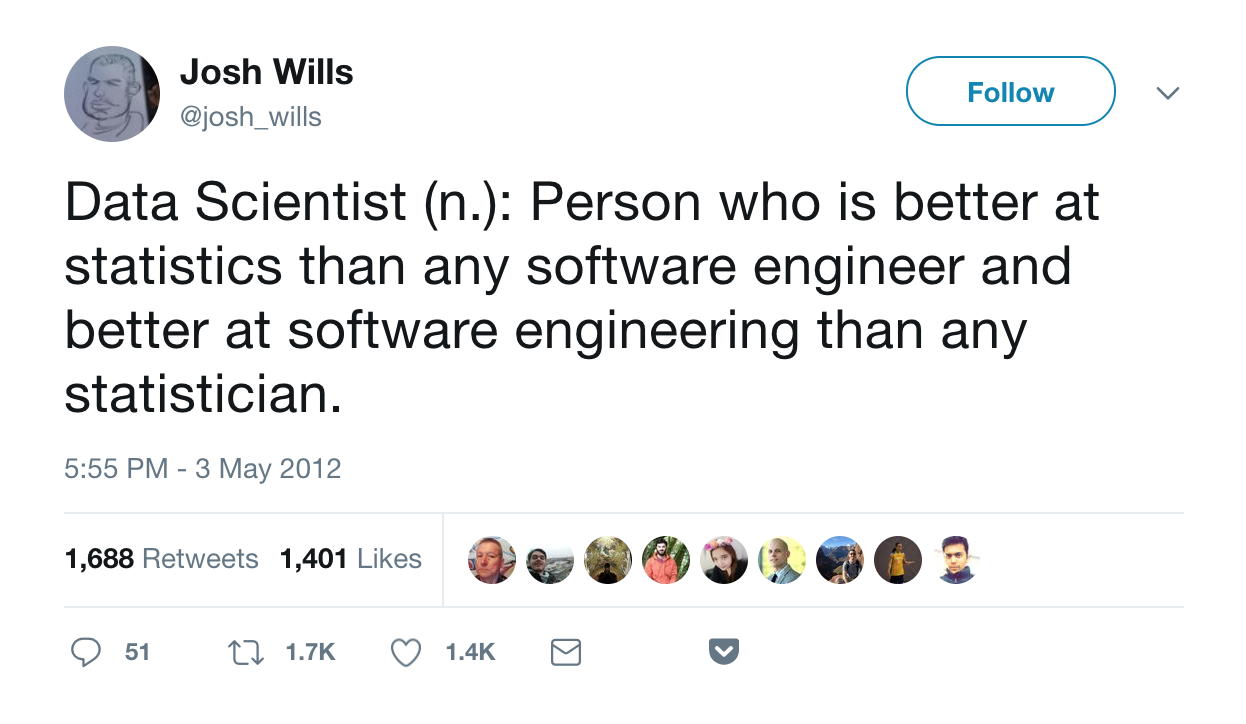 Josh Wills
@josh_wills
Follow
Data Scientist (n.): Person who is better at
statistics than any software engineer and
better at software engineering than any
statistician.
5:55 PM - 3 May 2012
1,688 Retweets 1,401 Likes
51 1.7K 1.4K